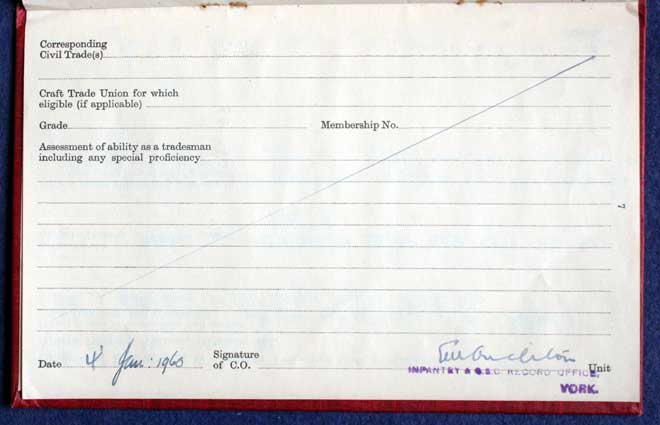 Corresponding
Civil Trade(s)
Craft Trade Union for which
eligible (if applicable)
Grade Membership No.
Assessment of ability as a tradesman
including any special proficiency
7
Date 4 Jan: 1960 Signature
of C.O. Unit
INFANTRY & G.S.C. RECORD OFFICE,
YORK.